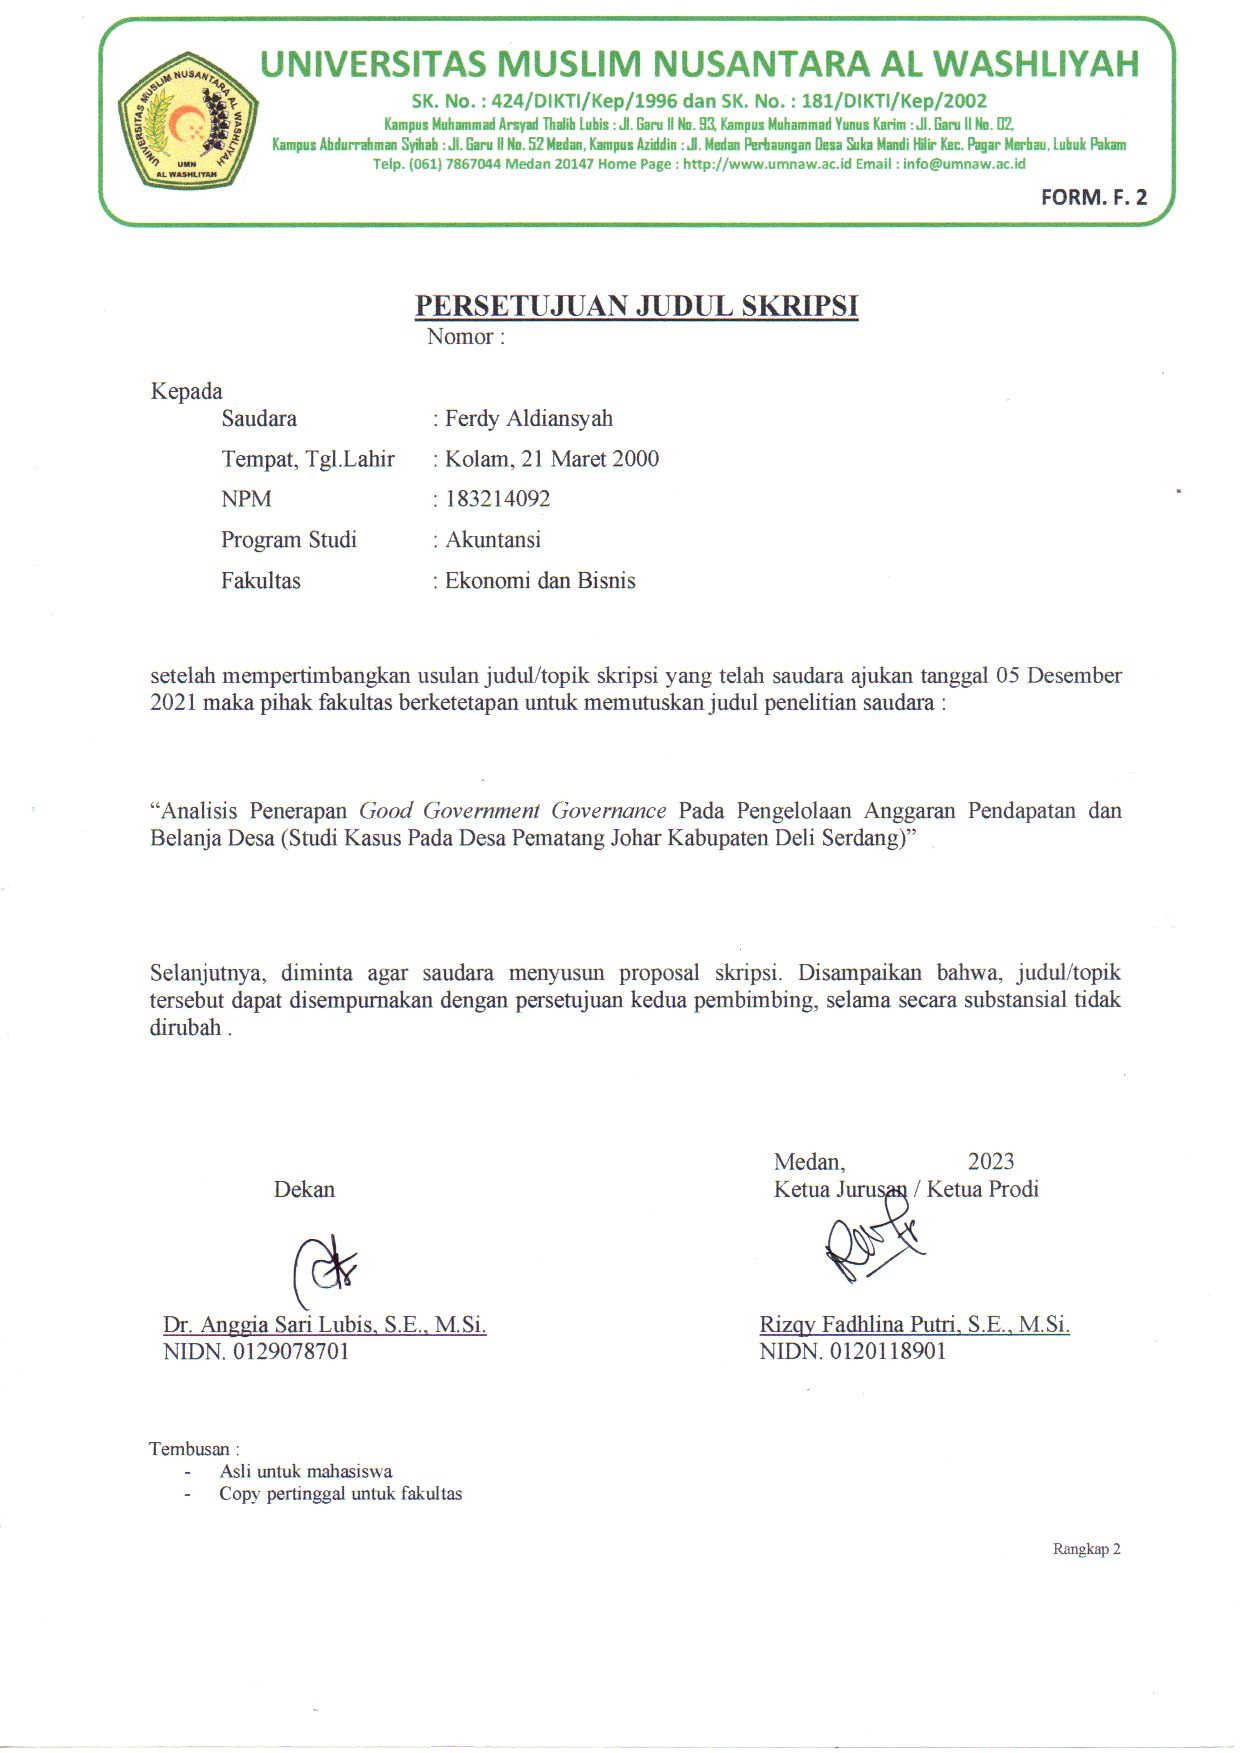 UNIVERSITAS MUSLIM NUSANTARA AL WASHLIYAH
SK. No. : 424/DIKTI/Kep/1996 dan SK. No. : 181/DIKTI/Kep/2002
Kampus Muhammad Arsyad Thalib Lubis : Jl. Garu II No. 93, Kampus Muhammad Yunus Karim : Jl. Garu II No. 02,
Kampus Abdurrahman Syihab : Jl. Garu II No. 52 Medan, Kampus Aziddin : Jl. Medan Perbaungan Desa Suka Mandi Hilir Kec. Pagar Merbau, Lubuk Pakam
Telp. (061) 7867044 Medan 20147 Home Page : http://www.umnaw.ac.id Email : info@umnaw.ac.id
UNIVERSITAS MUSLIM NUSANTARA AL WASHLIYAH
UMN
AL WASHLIYAH
FORM. F. 2
PERSETUJUAN JUDUL SKRIPSI
Nomor :
Kepada
Saudara : Ferdy Aldiansyah
Tempat, Tgl.Lahir : Kolam, 21 Maret 2000
NPM : 183214092
Program Studi : Akuntansi
Fakultas : Ekonomi dan Bisnis
setelah mempertimbangkan usulan judul/topik skripsi yang telah saudara ajukan tanggal 05 Desember
2021 maka pihak fakultas berketetapan untuk memutuskan judul penelitian saudara :
“Analisis Penerapan Good Government Governance Pada Pengelolaan Anggaran Pendapatan dan
Belanja Desa (Studi Kasus Pada Desa Pematang Johar Kabupaten Deli Serdang)”
Selanjutnya, diminta agar saudara menyusun proposal skripsi. Disampaikan bahwa, judul/topik
tersebut dapat disempurnakan dengan persetujuan kedua pembimbing, selama secara substansial tidak
dirubah .
Medan, 2023
Dekan Ketua Jurusan / Ketua Prodi
Dr. Anggia Sari Lubis, S.E., M.Si. Rizqy Fadhlina Putri, S.E., M.Si.
NIDN. 0129078701 NIDN. 0120118901
Tembusan :
- Asli untuk mahasiswa
- Copy pertinggal untuk fakultas
Rangkap 2